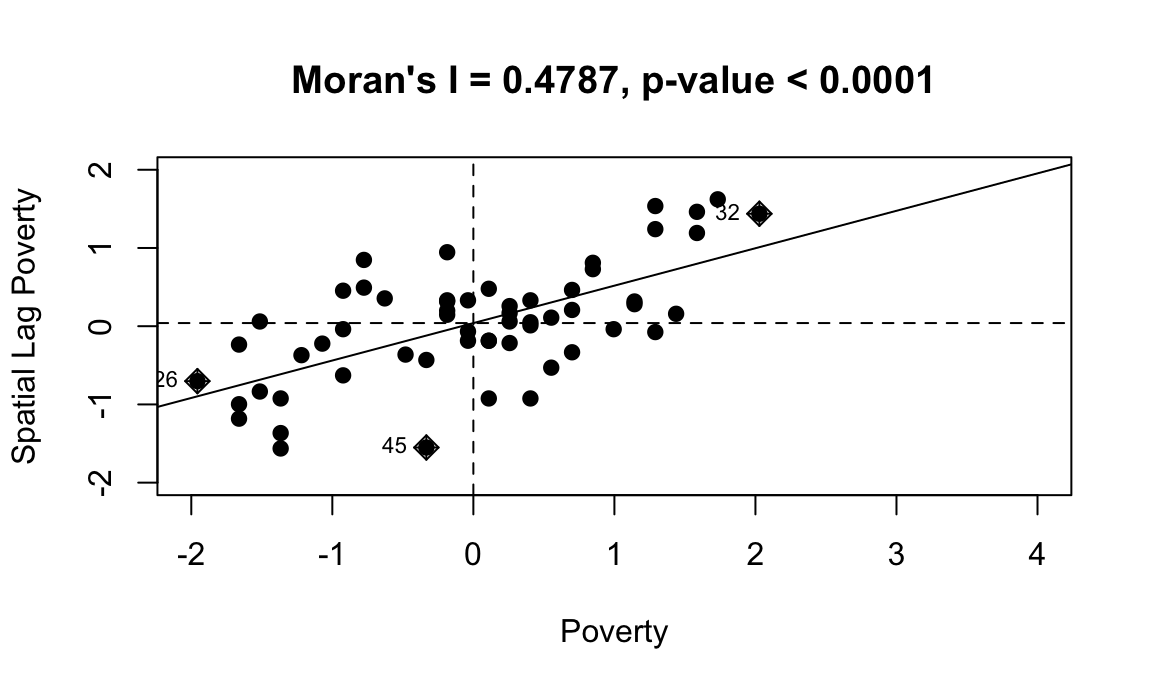 Moran's I = 0.4787, p-value < 0.0001
Spatial Lag Poverty
2
1
0
-1
-2
32
26
45
-2 -1 0 1 2 3 4
Poverty